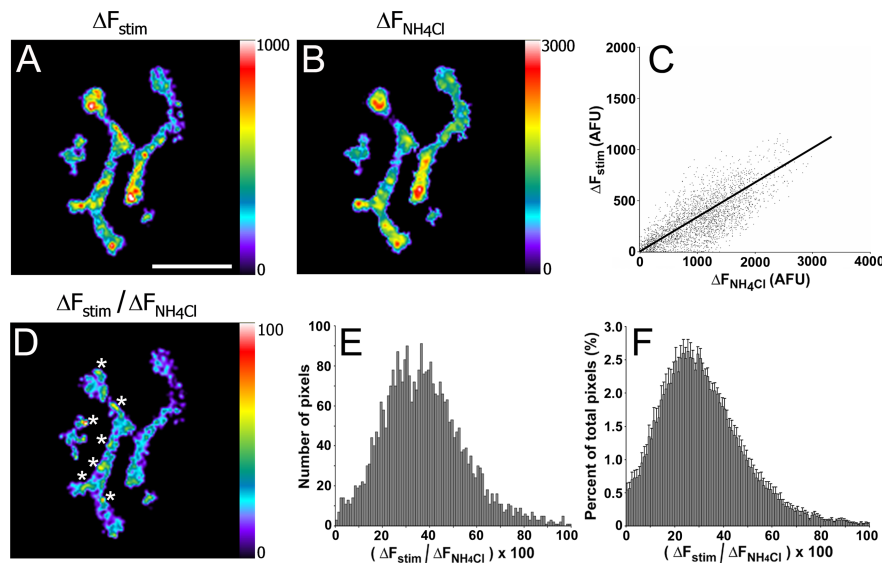 ΔFstim
ΔFNH4Cl
A
1000
0
B
3000
0
C
2000
1500
1000
500
0
0 1000 2000 3000 4000
ΔFstim (AFU)
ΔFNH4Cl (AFU)
ΔFstim / ΔFNH4Cl
D
100
0
* * * * * * *
E
100
90
80
60
40
20
0
0 20 40 60 80 100
Number of pixels
( ΔFstim / ΔFNH4Cl ) x 100
F
3.0
2.5
2.0
1.5
1.0
0.5
0.0
0 20 40 60 80 100
Percent of total pixels (%)
( ΔFstim / ΔFNH4Cl ) x 100